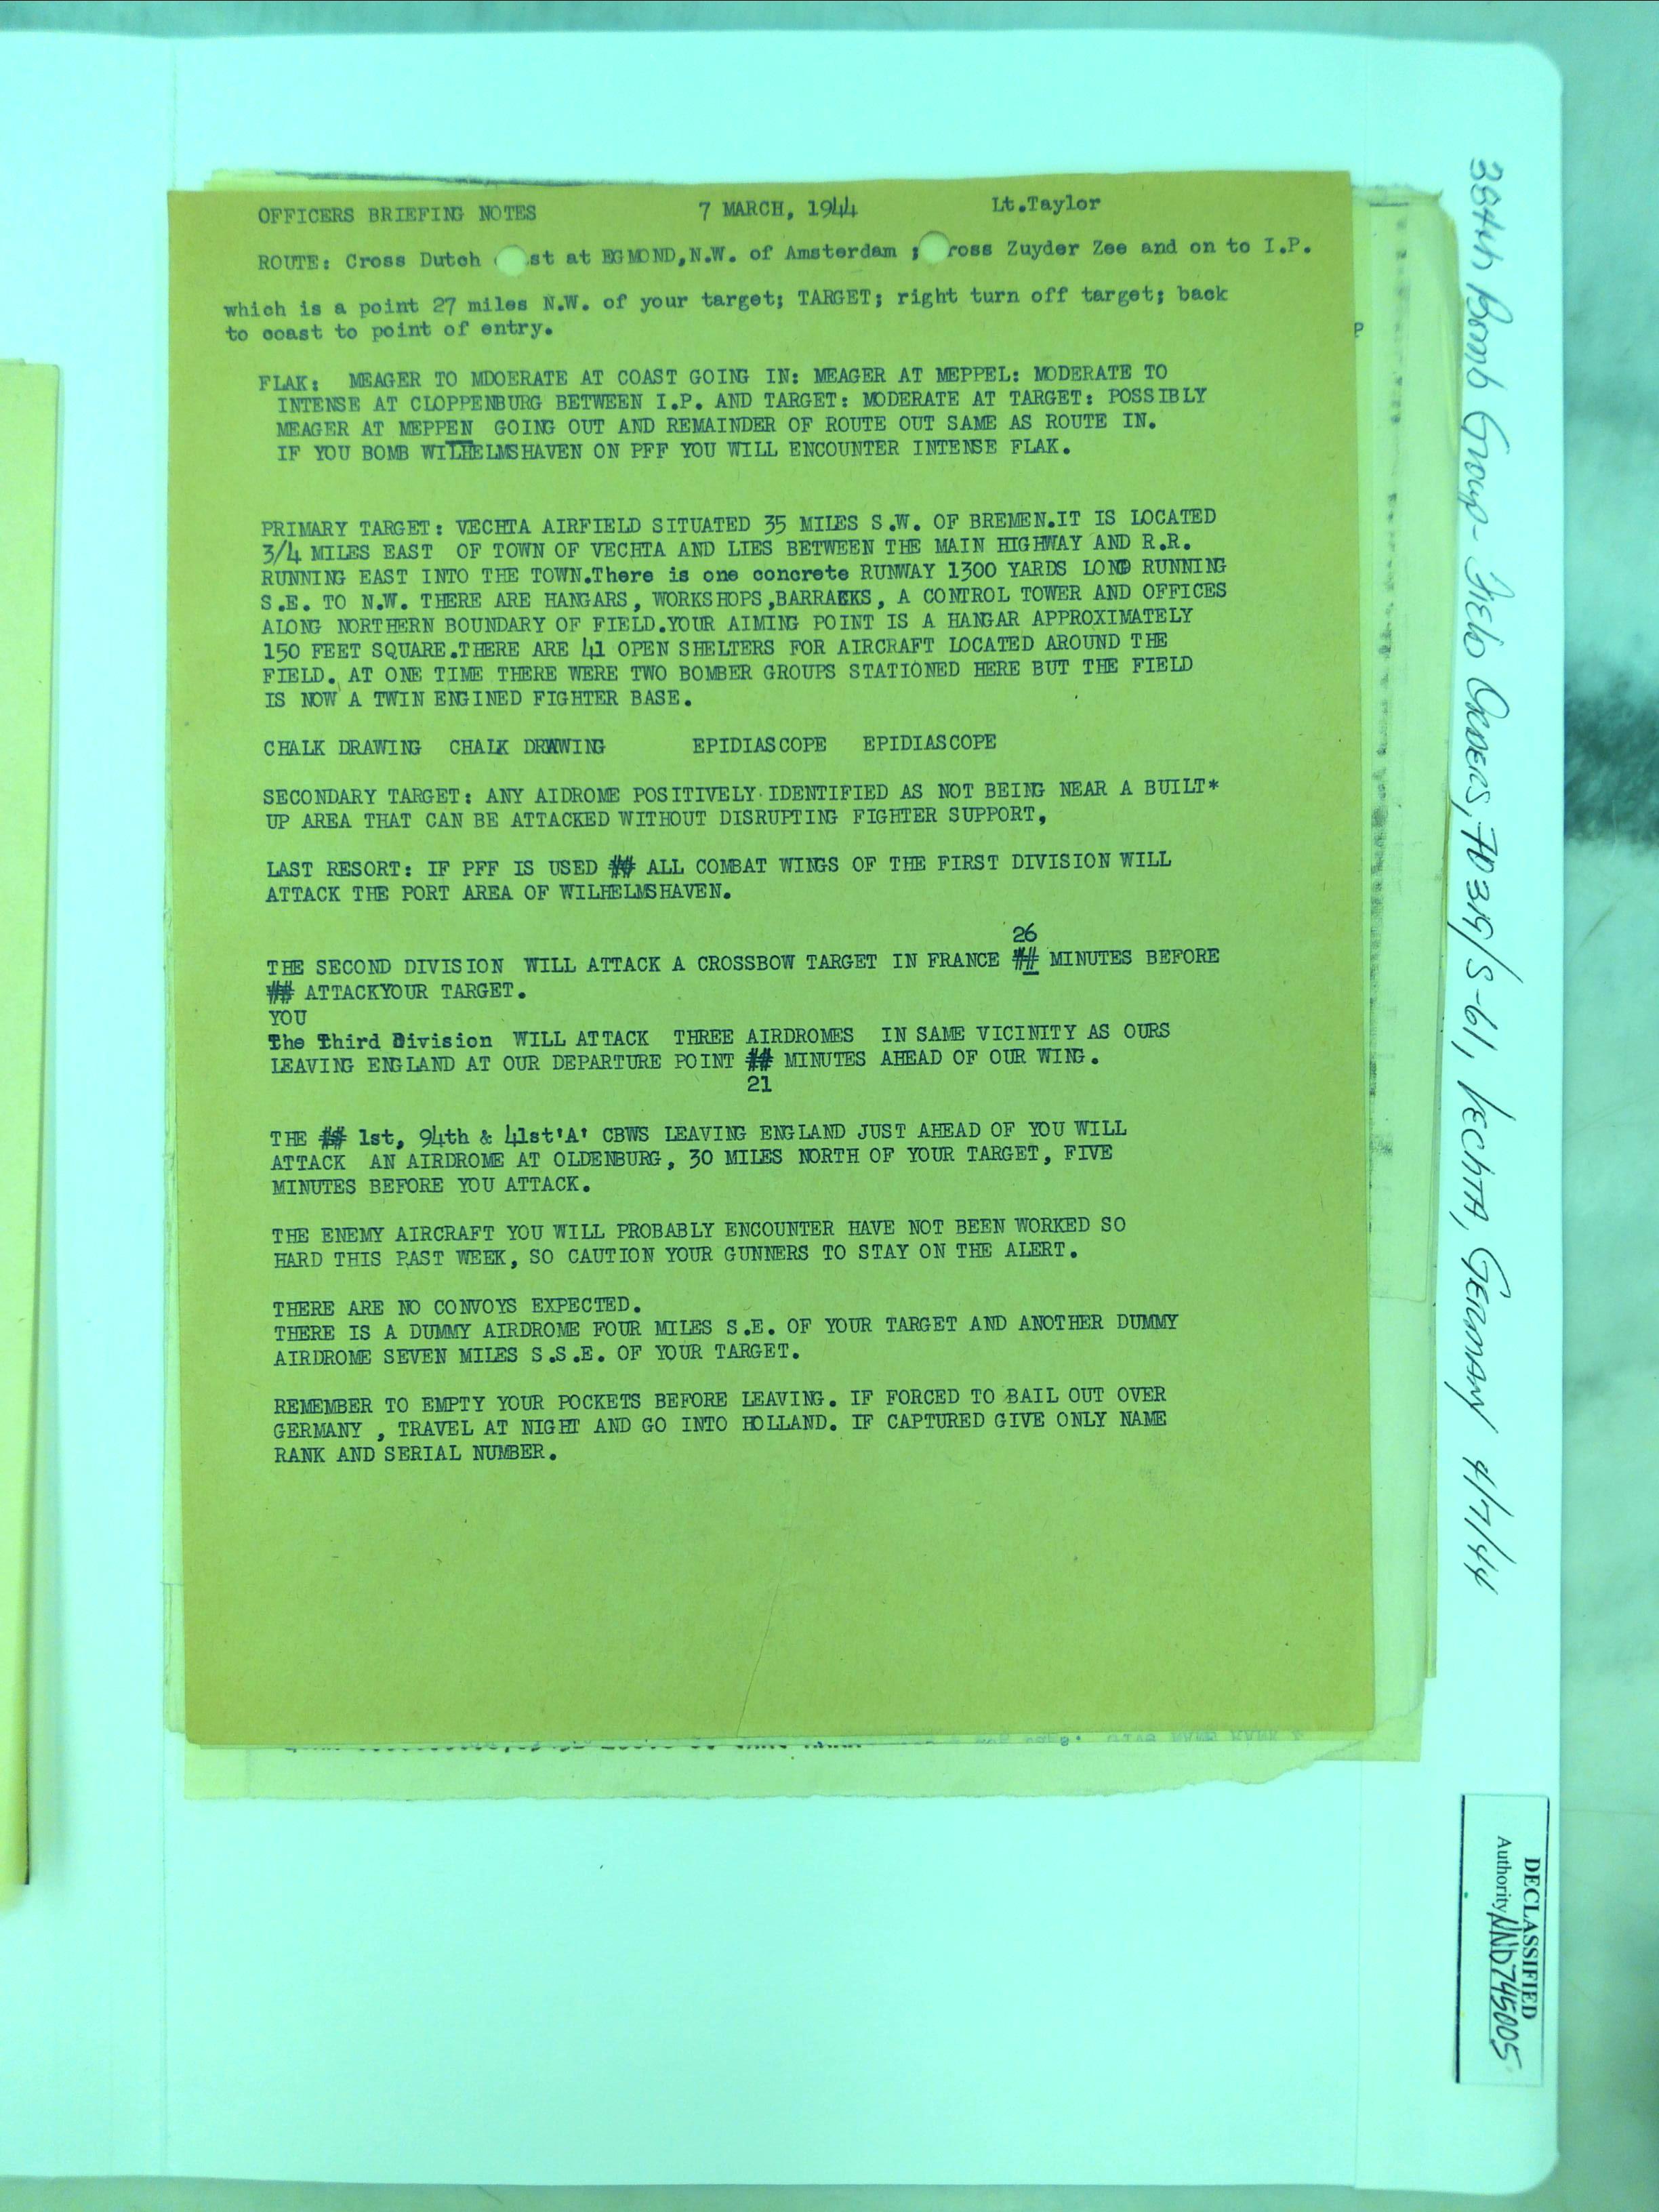 OFFICERS BRIEFING NOTES 7 MARCH, 1944 Lt.Taylor
ROUTE: Cross Dutch st at EGMOND,N.W. of Amsterdam ; ross Zuyder Zee and on to I.P.
which is a point 27 miles N.W. of your target; TARGET; right turn off target; back
to coast to point of entry.
FLAK: MEAGER TO MDOERATE AT COAST GOING IN: MEAGER AT MEPPEL: MODERATE TO
INTENSE AT CLOPPENBURG BETWEEN I.P. AND TARGET: MODERATE AT TARGET: POSSIBLY
MEAGER AT MEPPEN GOING OUT AND REMAINDER OF ROUTE OUT SAME AS ROUTE IN.
IF YOU BOMB WILHELMSHAVEN ON PFF YOU WILL ENCOUNTER INTENSE FLAK.
PRIMARY TARGET: VECHTA AIRFIELD SITUATED 35 MILES S.W. OF BREMEN.IT IS LOCATED
3/4 MILES EAST OF TOWN OF VECHTA AND LIES BETWEEN THE MAIN HIGHWAY AND R.R.
RUNNING EAST INTO THE TOWN.There is one concrete RUNWAY 1300 YARDS LONG RUNNING
S.E. TO N.W. THERE ARE HANGARS, WORKSHOPS,BARRACKS, A CONTROL TOWER AND OFFICES
ALONG NORTHERN BOUNDARY OF FIELD.YOUR AIMING POINT IS A HANGAR APPROXIMATELY
150 FEET SQUARE.THERE ARE 41 OPEN SHELTERS FOR AIRCRAFT LOCATED AROUND THE
FIELD. AT ONE TIME THERE WERE TWO BOMBER GROUPS STATIONED HERE BUT THE FIELD
IS NOW A TWIN ENGINED FIGHTER BASE.
CHALK DRAWING CHALK DRAWING EPIDIASCOPE EPIDIASCOPE
SECONDARY TARGET: ANY AIDROME POSITIVELY IDENTIFIED AS NOT BEING NEAR A BUILT*
UP AREA THAT CAN BE ATTACKED WITHOUT DISRUPTING FIGHTER SUPPORT,
LAST RESORT: IF PFF IS USED ## ALL COMBAT WINGS OF THE FIRST DIVISION WILL
ATTACK THE PORT AREA OF WILHELMSHAVEN.
26
THE SECOND DIVISION WILL ATTACK A CROSSBOW TARGET IN FRANCE ## MINUTES BEFORE
## ATTACKYOUR TARGET.
YOU
The Third Division WILL ATTACK THREE AIRDROMES IN SAME VICINITY AS OURS
LEAVING ENGLAND AT OUR DEPARTURE POINT ## MINUTES AHEAD OF OUR WING.
21
THE ## 1st, 94th & 41st'A' CBWS LEAVING ENGLAND JUST AHEAD OF YOU WILL
ATTACK AN AIRDROME AT OLDENBURG, 30 MILES NORTH OF YOUR TARGET, FIVE
MINUTES BEFORE YOU ATTACK.
THE ENEMY AIRCRAFT YOU WILL PROBABLY ENCOUNTER HAVE NOT BEEN WORKED SO
HARD THIS PAST WEEK, SO CAUTION YOUR GUNNERS TO STAY ON THE ALERT.
THERE ARE NO CONVOYS EXPECTED.
THERE IS A DUMMY AIRDROME FOUR MILES S.E. OF YOUR TARGET AND ANOTHER DUMMY
AIRDROME SEVEN MILES S.S.E. OF YOUR TARGET.
REMEMBER TO EMPTY YOUR POCKETS BEFORE LEAVING. IF FORCED TO BAIL OUT OVER
GERMANY , TRAVEL AT NIGHT AND GO INTO HOLLAND. IF CAPTURED GIVE ONLY NAME
RANK AND SERIAL NUMBER.
384th Bomb Group- Field Orders, FO 319/S-61, VECHTA, GERMANY 4/7/44
DECLASSIFIED
Authority NND745005